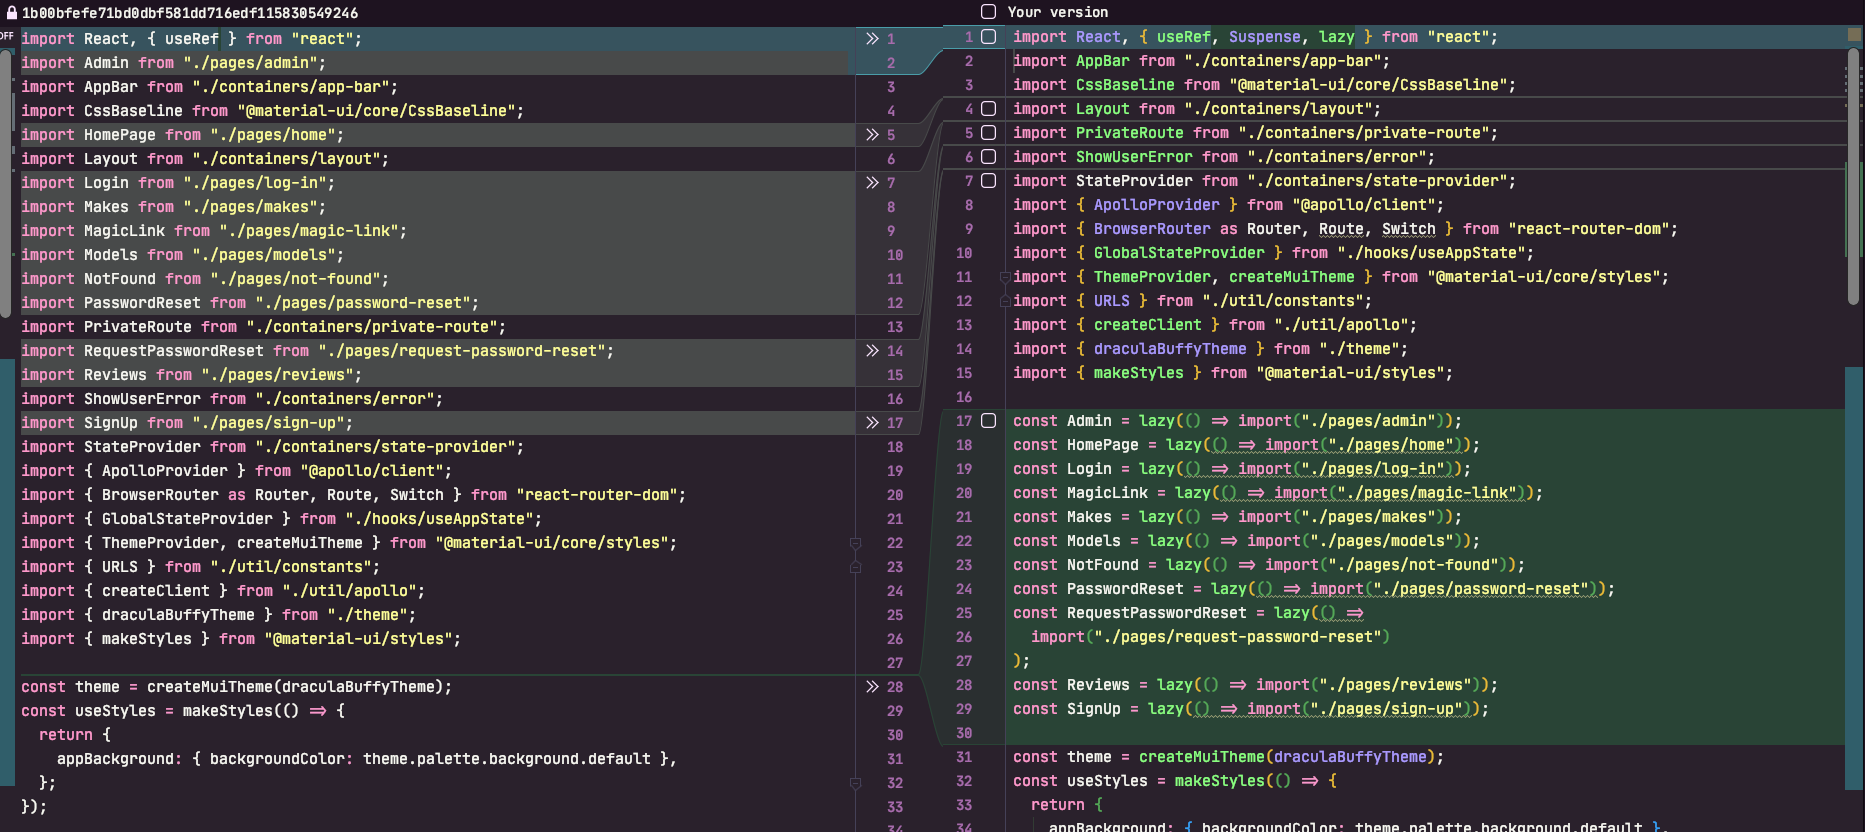 1b00bfefe71bd0dbf581dd716edf115830549246
OFF
import React, { useRef } from "react";
import Admin from "./pages/admin";
import AppBar from "./containers/app-bar";
import CssBaseline from "@material-ui/core/CssBaseline";
import HomePage from "./pages/home";
import Layout from "./containers/layout";
import Login from "./pages/log-in";
import Makes from "./pages/makes";
import MagicLink from "./pages/magic-link";
import Models from "./pages/models";
import NotFound from "./pages/not-found";
import PasswordReset from "./pages/password-reset";
import PrivateRoute from "./containers/private-route";
import RequestPasswordReset from "./pages/request-password-reset";
import Reviews from "./pages/reviews";
import ShowUserError from "./containers/error";
import SignUp from "./pages/sign-up";
import StateProvider from "./containers/state-provider";
import { ApolloProvider } from "@apollo/client";
import { BrowserRouter as Router, Route, Switch } from "react-router-dom";
import { GlobalStateProvider } from "./hooks/useAppState";
import { ThemeProvider, createMuiTheme } from "@material-ui/core/styles";
import { URLS } from "./util/constants";
import { createClient } from "./util/apollo";
import { draculaBuffyTheme } from "./theme";
import { makeStyles } from "@material-ui/styles";
const theme = createMuiTheme(draculaBuffyTheme);
const useStyles = makeStyles(() => {
return {
appBackground: { backgroundColor: theme.palette.background.default },
};
});
1
2
3
4
5
6
7
8
9
10
11
12
13
14
15
16
17
18
19
20
21
22
23
24
25
26
27
28
29
30
31
32
33
34
Your version
1 import React, { useRef, Suspense, lazy } from "react";
2 import AppBar from "./containers/app-bar";
3 import CssBaseline from "@material-ui/core/CssBaseline";
4 import Layout from "./containers/layout";
5 import PrivateRoute from "./containers/private-route";
6 import ShowUserError from "./containers/error";
7 import StateProvider from "./containers/state-provider";
8 import { ApolloProvider } from "@apollo/client";
9 import { BrowserRouter as Router, Route, Switch } from "react-router-dom";
10 import { GlobalStateProvider } from "./hooks/useAppState";
11 import { ThemeProvider, createMuiTheme } from "@material-ui/core/styles";
12 import { URLS } from "./util/constants";
13 import { createClient } from "./util/apollo";
14 import { draculaBuffyTheme } from "./theme";
15 import { makeStyles } from "@material-ui/styles";
16
17 const Admin = lazy(() => import("./pages/admin"));
18 const HomePage = lazy(() => import("./pages/home"));
19 const Login = lazy(() => import("./pages/log-in"));
20 const MagicLink = lazy(() => import("./pages/magic-link"));
21 const Makes = lazy(() => import("./pages/makes"));
22 const Models = lazy(() => import("./pages/models"));
23 const NotFound = lazy(() => import("./pages/not-found"));
24 const PasswordReset = lazy(() => import("./pages/password-reset"));
25 const RequestPasswordReset = lazy(() =>
26 import("./pages/request-password-reset")
27 );
28 const Reviews = lazy(() => import("./pages/reviews"));
29 const SignUp = lazy(() => import("./pages/sign-up"));
30
31 const theme = createMuiTheme(draculaBuffyTheme);
32 const useStyles = makeStyles(() => {
33 return {
34 appBackground: { backgroundColor: theme.palette.background.default },